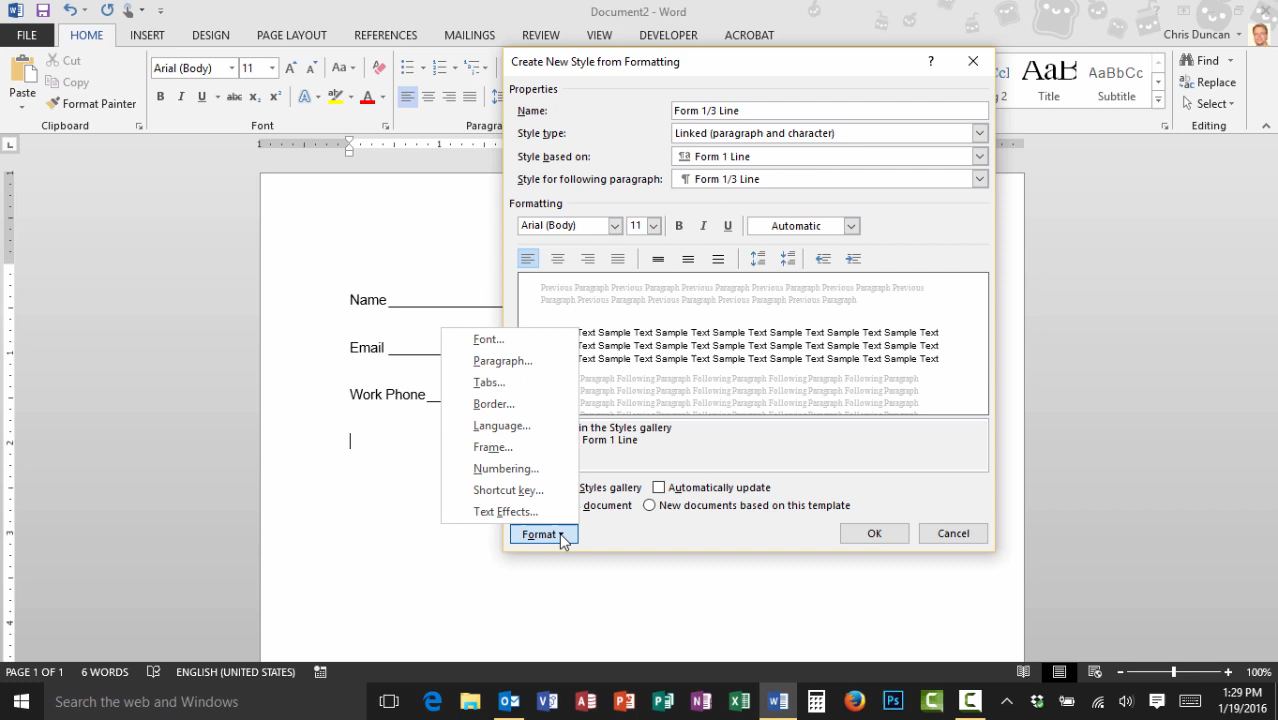 Document2 - Word
FILE HOME INSERT DESIGN PAGE LAYOUT REFERENCES MAILINGS REVIEW VIEW DEVELOPER ACROBAT
Chris Duncan
Cut
Copy
Format Painter
Paste
Clipboard
Arial (Body) 11
Aa
B I U abc x₂ x² A A
Font
Paragra
AaB
Title
AaBbCc
Subtitle
Find
Replace
Select
Editing
Create New Style from Formatting
Properties
Name: Form 1/3 Line
Style type: Linked (paragraph and character)
Style based on: Form 1 Line
Style for following paragraph: Form 1/3 Line
Formatting
Arial (Body) 11 B I U Automatic
Previous Paragraph Previous Paragraph Previous Paragraph Previous Paragraph Previous Paragraph Previous
Paragraph Previous Paragraph Previous Paragraph Previous Paragraph Previous Paragraph
Text Sample Text Sample Text Sample Text Sample Text Sample Text Sample Text
Text Sample Text Sample Text Sample Text Sample Text Sample Text Sample Text
Text Sample Text Sample Text Sample Text Sample Text Sample Text Sample Text
Paragraph Following Paragraph Following Paragraph Following Paragraph Following Paragraph
Paragraph Following Paragraph Following Paragraph Following Paragraph Following Paragraph
Paragraph Following Paragraph Following Paragraph Following Paragraph Following Paragraph
in the Styles gallery
Form 1 Line
Styles gallery Automatically update
document New documents based on this template
Format OK Cancel
Font...
Paragraph...
Tabs...
Border...
Language...
Frame...
Numbering...
Shortcut key...
Text Effects...
Name
Email
Work Phone
PAGE 1 OF 1 6 WORDS ENGLISH (UNITED STATES) 100%
Search the web and Windows
1:29 PM
1/19/2016